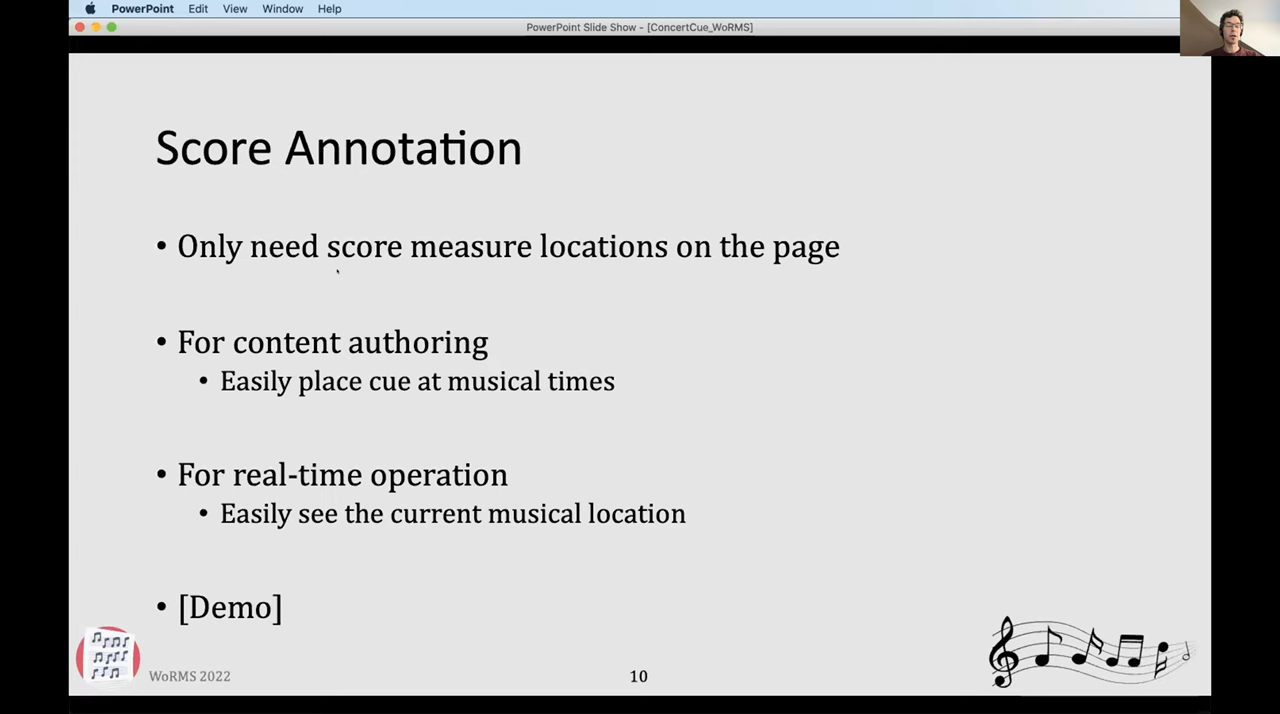 PowerPoint Edit View Window Help
PowerPoint Slide Show - [ConcertCue_WoRMS]
Score Annotation
• Only need score measure locations on the page
• For content authoring
• Easily place cue at musical times
• For real-time operation
• Easily see the current musical location
• [Demo]
WoRMS 2022
10